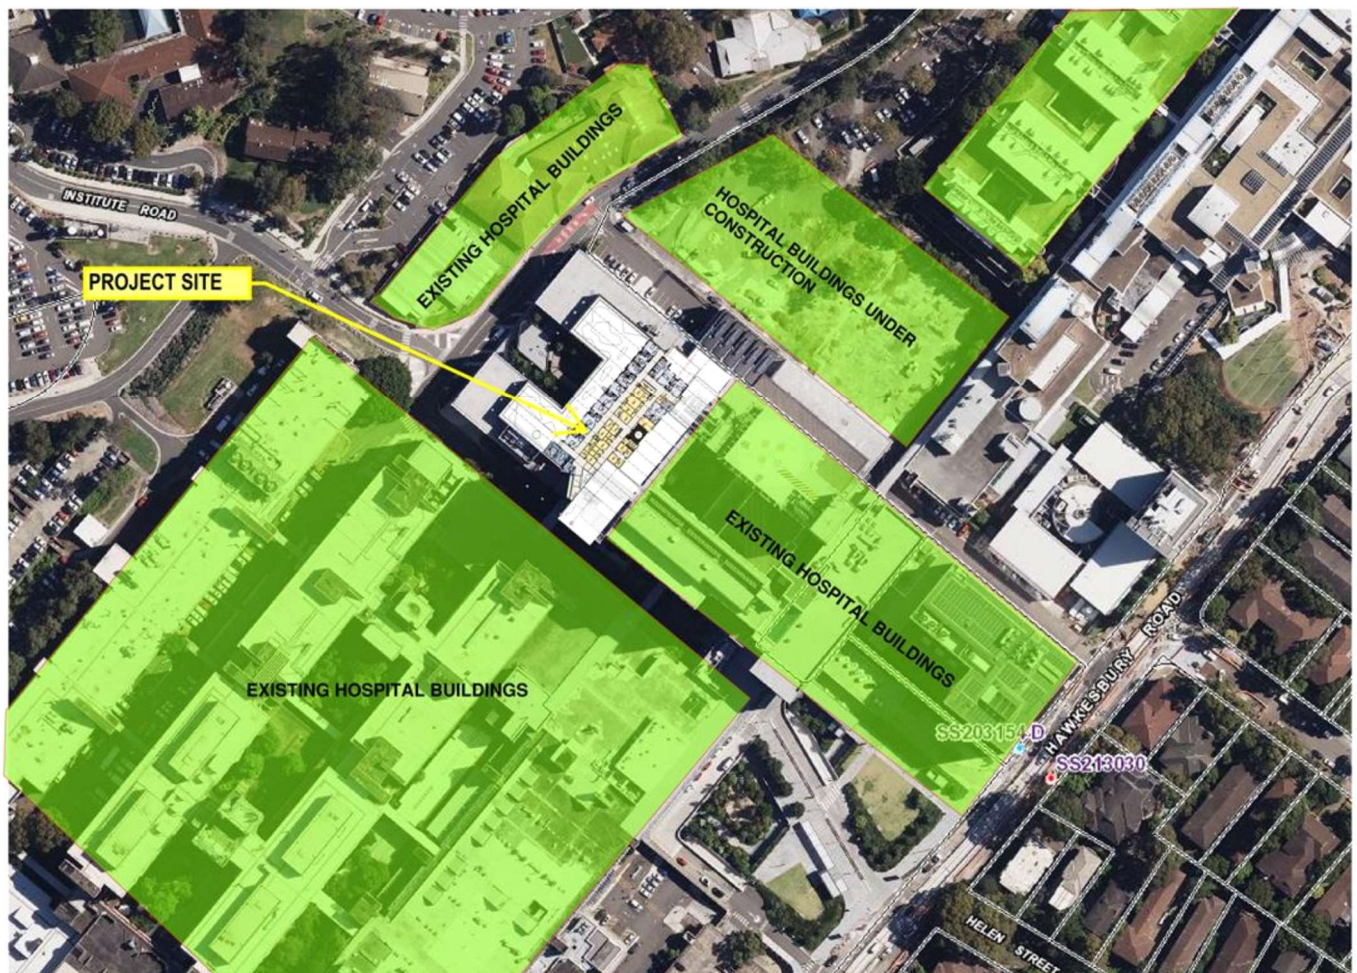 EXISTING HOSPITAL BUILDINGS
INSTITUTE ROAD
HOSPITAL BUILDINGS UNDER
CONSTRUCTION
PROJECT SITE
EXISTING HOSPITAL BUILDINGS
EXISTING HOSPITAL BUILDINGS
HAWKESBURY ROAD
SS203154-D
SS213030
HELEN STREET